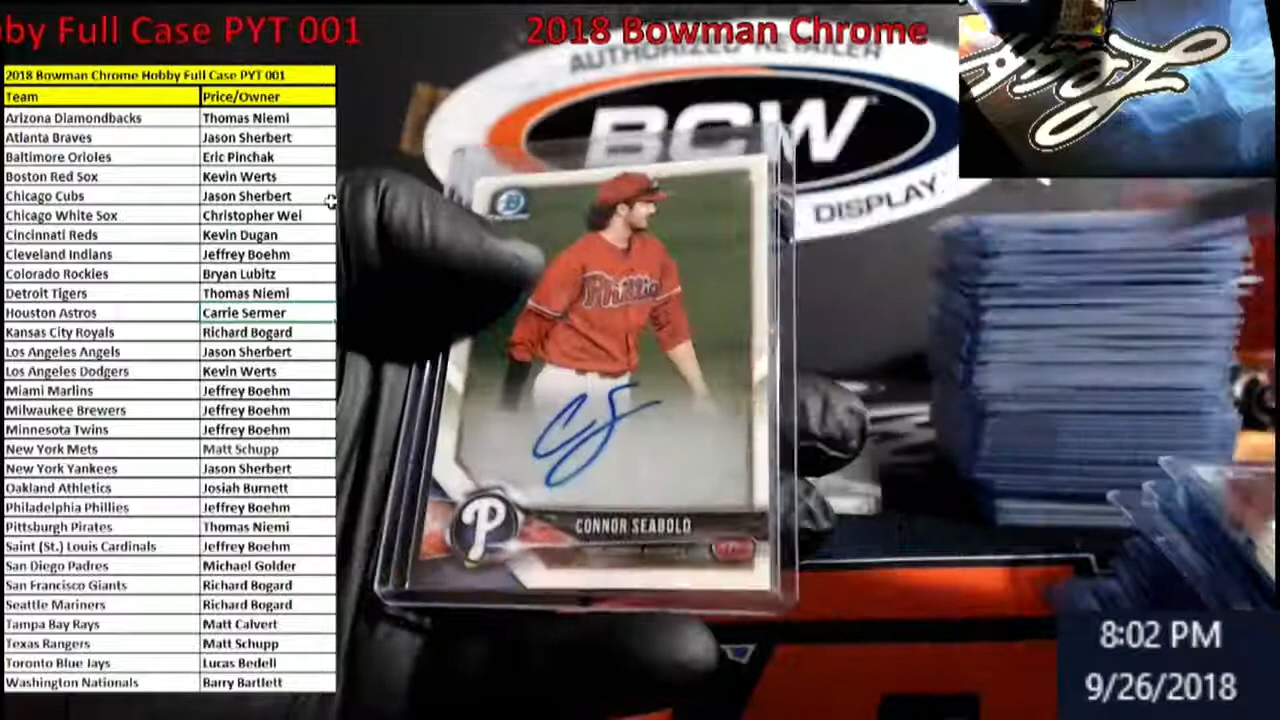 by Full Case PYT 001
2018 Bowman Chrome
2018 Bowman Chrome Hobby Full Case PYT 001
Team Price/Owner
Arizona Diamondbacks Thomas Niemi
Atlanta Braves Jason Sherbert
Baltimore Orioles Eric Pinchak
Boston Red Sox Kevin Werts
Chicago Cubs Jason Sherbert
Chicago White Sox Christopher Wei
Cincinnati Reds Kevin Dugan
Cleveland Indians Jeffrey Boehm
Colorado Rockies Bryan Lubitz
Detroit Tigers Thomas Niemi
Houston Astros Carrie Sermer
Kansas City Royals Richard Bogard
Los Angeles Angels Jason Sherbert
Los Angeles Dodgers Kevin Werts
Miami Marlins Jeffrey Boehm
Milwaukee Brewers Jeffrey Boehm
Minnesota Twins Jeffrey Boehm
New York Mets Matt Schupp
New York Yankees Jason Sherbert
Oakland Athletics Josiah Burnett
Philadelphia Phillies Jeffrey Boehm
Pittsburgh Pirates Thomas Niemi
Saint (St.) Louis Cardinals Jeffrey Boehm
San Diego Padres Michael Golder
San Francisco Giants Richard Bogard
Seattle Mariners Richard Bogard
Tampa Bay Rays Matt Calvert
Texas Rangers Matt Schupp
Toronto Blue Jays Lucas Bedell
Washington Nationals Barry Bartlett
AUTHORIZED RETAILER
BCW
DISPLAY
B
Phillies
P
CONNOR SEABOLD
8:02 PM
9/26/2018